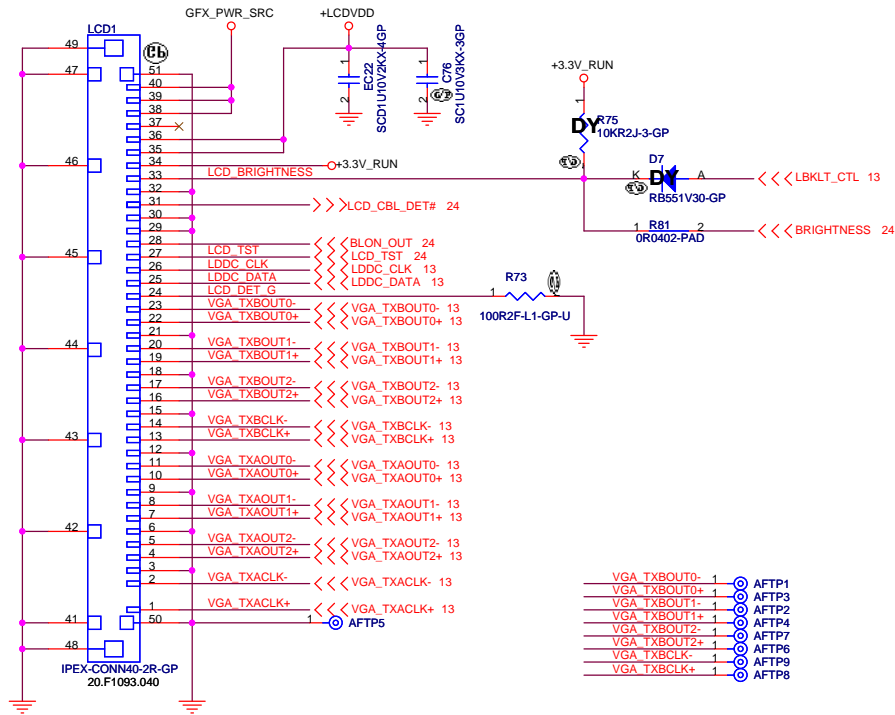 GFX_PWR_SRC
+LCDVDD
LCD1
49
47
46
45
44
43
42
41
48
51
40
39
38
37
36
35
34 +3.3V_RUN
33 LCD_BRIGHTNESS
32
31 LCD_CBL_DET# 24
30
29
28 BLON_OUT 24
27 LCD_TST LCD_TST 24
26 LDDC_CLK LDDC_CLK 13
25 LDDC_DATA LDDC_DATA 13
24 LCD_DET_G
23 VGA_TXBOUT0- VGA_TXBOUT0- 13
22 VGA_TXBOUT0+ VGA_TXBOUT0+ 13
21
20 VGA_TXBOUT1- VGA_TXBOUT1- 13
19 VGA_TXBOUT1+ VGA_TXBOUT1+ 13
18
17 VGA_TXBOUT2- VGA_TXBOUT2- 13
16 VGA_TXBOUT2+ VGA_TXBOUT2+ 13
15
14 VGA_TXBCLK- VGA_TXBCLK- 13
13 VGA_TXBCLK+ VGA_TXBCLK+ 13
12
11 VGA_TXAOUT0- VGA_TXAOUT0- 13
10 VGA_TXAOUT0+ VGA_TXAOUT0+ 13
9
8 VGA_TXAOUT1- VGA_TXAOUT1- 13
7 VGA_TXAOUT1+ VGA_TXAOUT1+ 13
6
5 VGA_TXAOUT2- VGA_TXAOUT2- 13
4 VGA_TXAOUT2+ VGA_TXAOUT2+ 13
3
2 VGA_TXACLK- VGA_TXACLK- 13
1 VGA_TXACLK+ VGA_TXACLK+ 13
50 1 AFTP5
IPEX-CONN40-2R-GP
20.F1093.040
1 2
EC22
SCD1U10V2KX-4GP
1 2
C76
SC1U10V3KX-3GP
+3.3V_RUN
1
DY R75
10KR2J-3-GP
D7
K DY A
RB551V30-GP
LBKLT_CTL 13
1 R81 2
0R0402-PAD
BRIGHTNESS 24
R73
1 2
100R2F-L1-GP-U
VGA_TXBOUT0- 1 AFTP1
VGA_TXBOUT0+ 1 AFTP3
VGA_TXBOUT1- 1 AFTP2
VGA_TXBOUT1+ 1 AFTP4
VGA_TXBOUT2- 1 AFTP7
VGA_TXBOUT2+ 1 AFTP6
VGA_TXBCLK- 1 AFTP9
VGA_TXBCLK+ 1 AFTP8